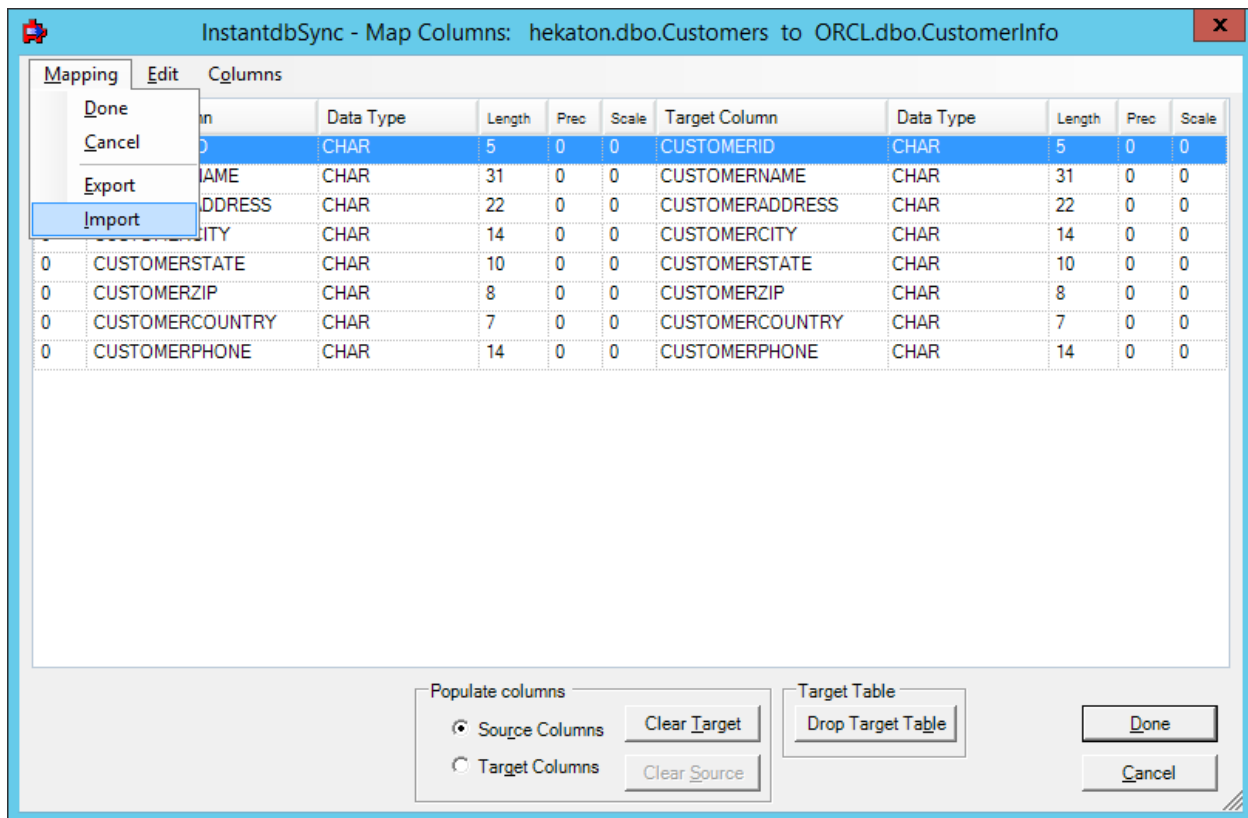 InstantdbSync - Map Columns: hekaton.dbo.Customers to ORCL.dbo.CustomerInfo x
Mapping Edit Columns
Done
Cancel
Export
Import
mn Data Type Length Prec Scale Target Column Data Type Length Prec Scale
D CHAR 5 0 0 CUSTOMERID CHAR 5 0 0
AME CHAR 31 0 0 CUSTOMERNAME CHAR 31 0 0
DDRESS CHAR 22 0 0 CUSTOMERADDRESS CHAR 22 0 0
0 CUSTOMERCITY CHAR 14 0 0 CUSTOMERCITY CHAR 14 0 0
0 CUSTOMERSTATE CHAR 10 0 0 CUSTOMERSTATE CHAR 10 0 0
0 CUSTOMERZIP CHAR 8 0 0 CUSTOMERZIP CHAR 8 0 0
0 CUSTOMERCOUNTRY CHAR 7 0 0 CUSTOMERCOUNTRY CHAR 7 0 0
0 CUSTOMERPHONE CHAR 14 0 0 CUSTOMERPHONE CHAR 14 0 0
Populate columns
Source Columns Clear Target
Target Columns Clear Source
Target Table
Drop Target Table
Done
Cancel